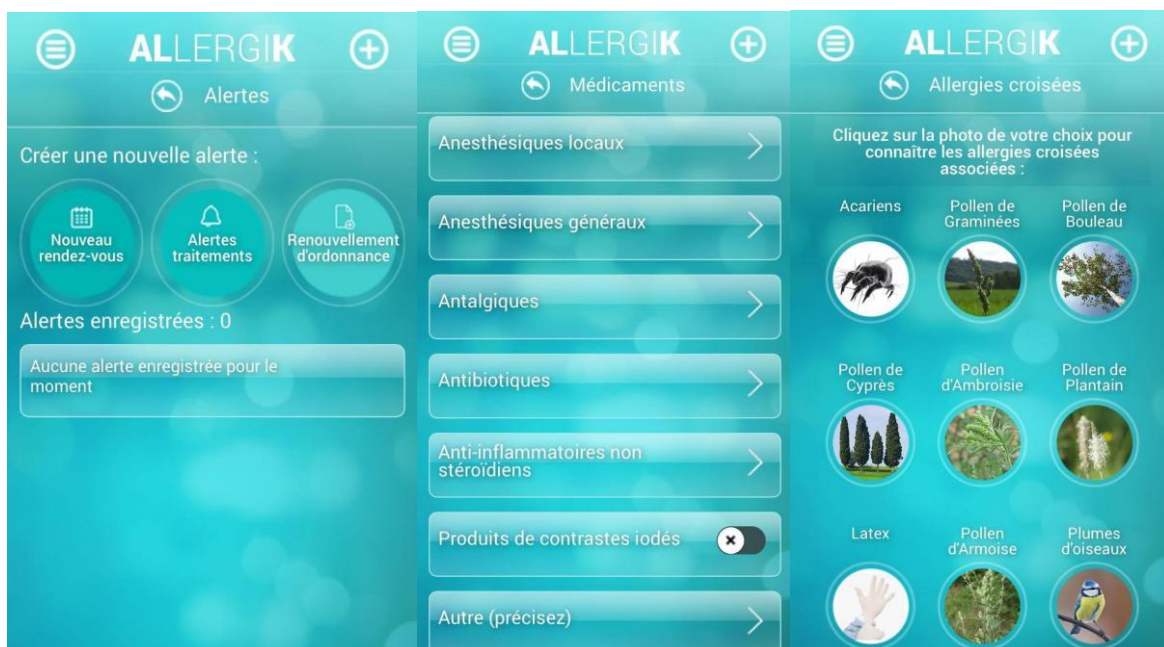 ALLERGIK
Alertes
Créer une nouvelle alerte :
Nouveau
rendez-vous
Alertes
traitements
Renouvellement
d'ordonnance
Alertes enregistrées : 0
Aucune alerte enregistrée pour le
moment
ALLERGIK
Médicaments
Anesthésiques locaux
Anesthésiques généraux
Antalgiques
Antibiotiques
Anti-inflammatoires non
stéroïdiens
Produits de contrastes iodés
Autre (précisez)
ALLERGIK
Allergies croisées
Cliquez sur la photo de votre choix pour
connaître les allergies croisées
associées :
Acariens
Pollen de
Graminées
Pollen de
Bouleau
Pollen de
Cyprès
Pollen
d'Ambroisie
Pollen de
Plantain
Latex
Pollen
d'Armoise
Plumes
d'oiseaux